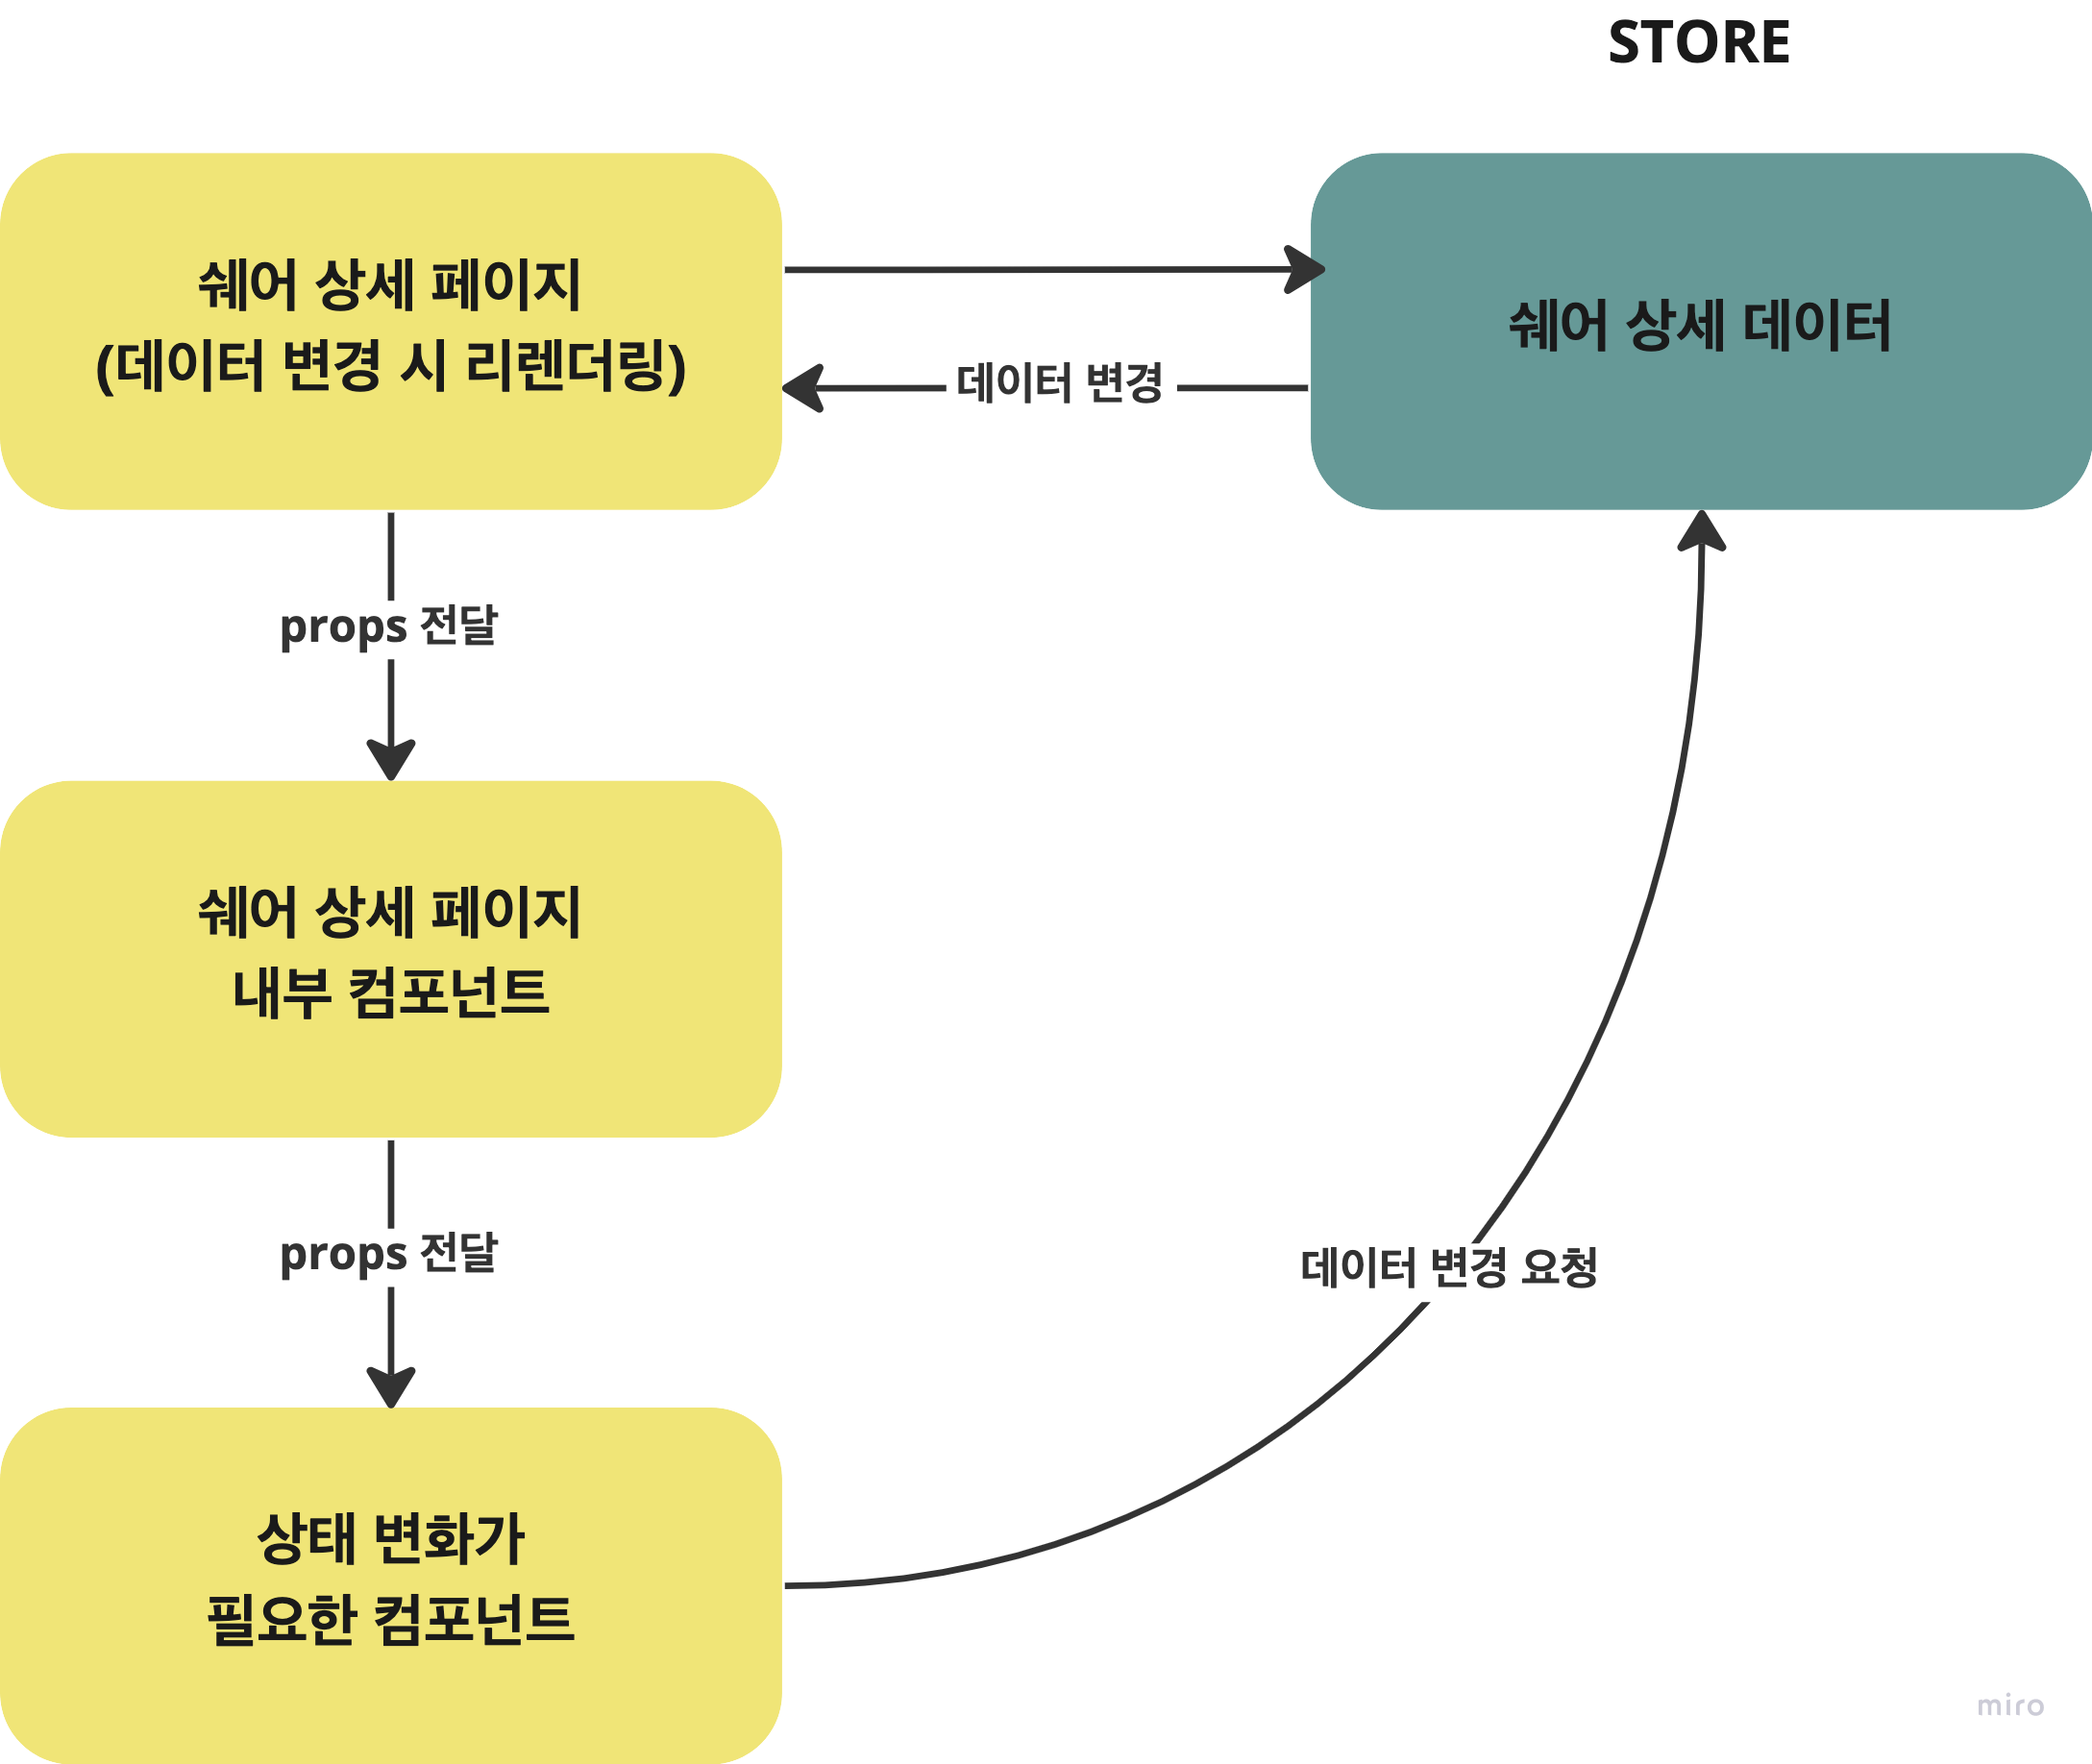 STORE
쉐어 상세 페이지
(데이터 변경 시 리렌더링)
쉐어 상세 데이터
데이터 변경
props 전달
쉐어 상세 페이지
내부 컴포넌트
props 전달
데이터 변경 요청
상태 변화가
필요한 컴포넌트
miro